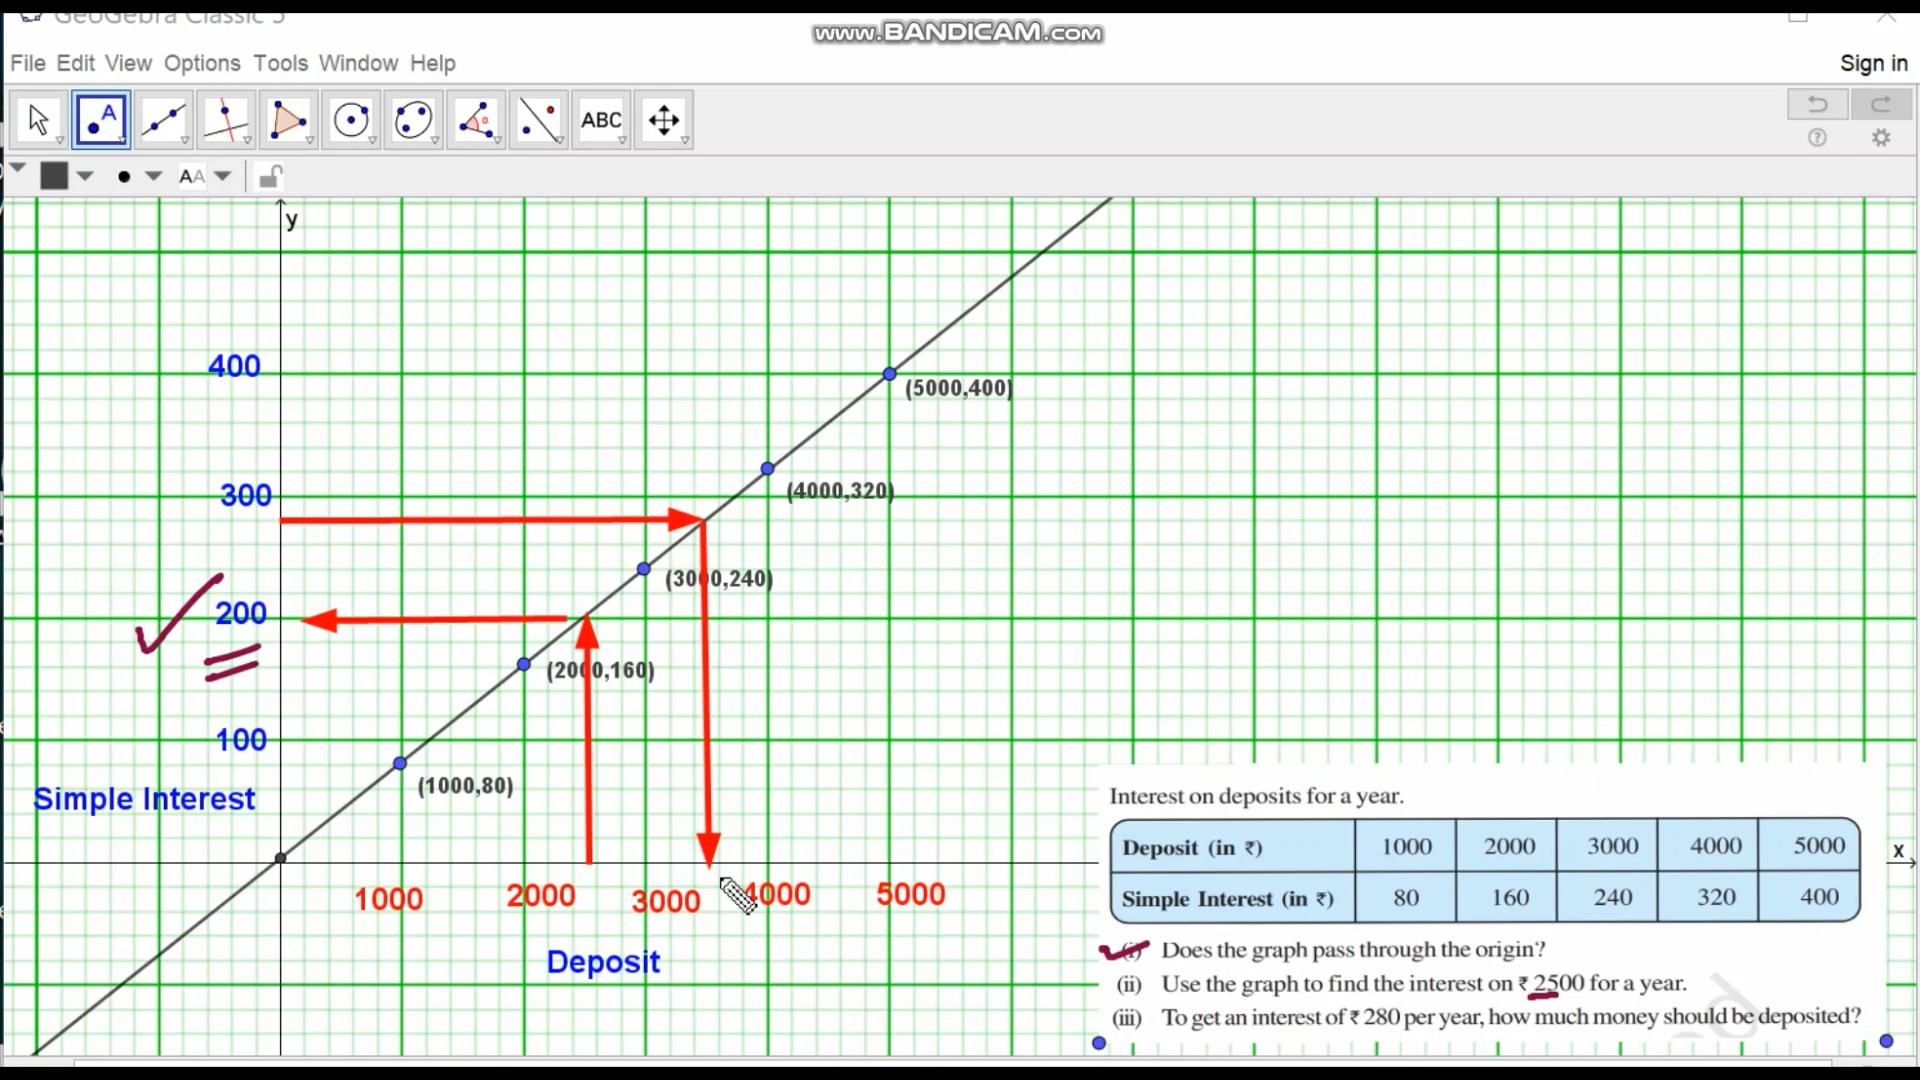 GeoGebra Classic 5
www.BANDICAM.com
File Edit View Options Tools Window Help
Sign in
A
ABC
AA
y
400
(5000,400)
300
(4000,320)
(3000,240)
200
(2000,160)
100
(1000,80)
Simple Interest
x
1000 2000 3000 4000 5000
Deposit
Interest on deposits for a year.
Deposit (in ₹) 1000 2000 3000 4000 5000
Simple Interest (in ₹) 80 160 240 320 400
(i) Does the graph pass through the origin?
(ii) Use the graph to find the interest on ₹ 2500 for a year.
(iii) To get an interest of ₹ 280 per year, how much money should be deposited?